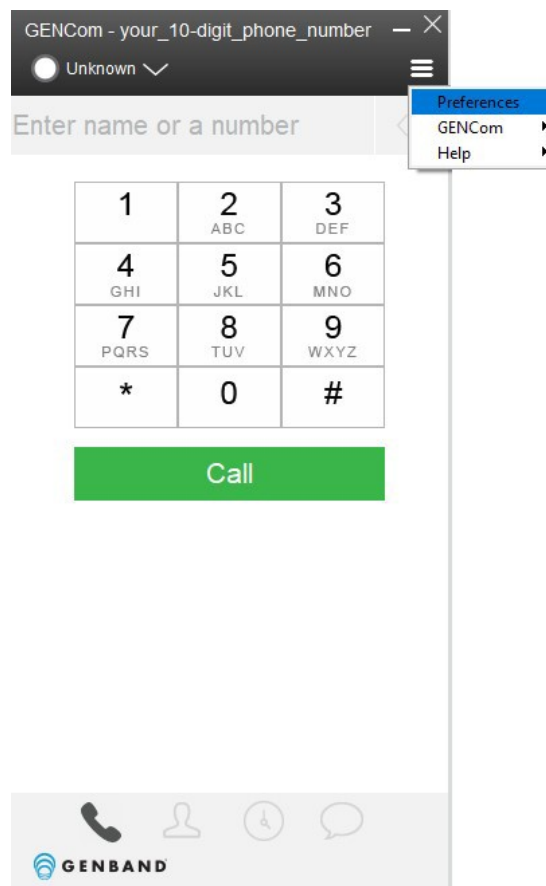 GENCom - your_10-digit_phone_number
Unknown
Preferences
GENCom
Help
Enter name or a number
1 2 3
ABC DEF
4 5 6
GHI JKL MNO
7 8 9
PQRS TUV WXYZ
* 0 #
Call
GENBAND